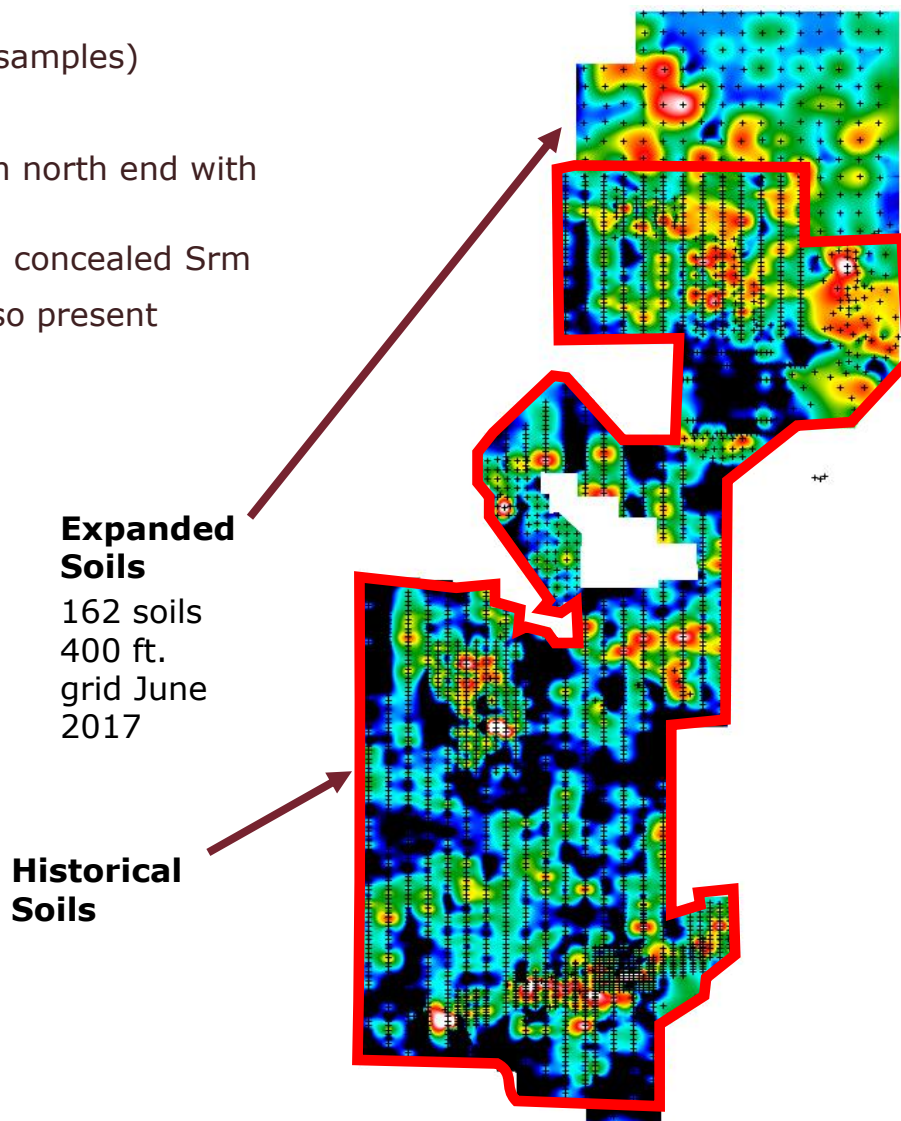 samples)
north end with
concealed Srm
so present
Expanded
Soils
162 soils
400 ft.
grid June
2017
Historical
Soils